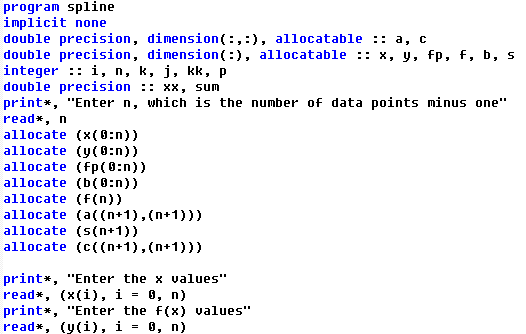 program spline
implicit none
double precision, dimension(:,:), allocatable :: a, c
double precision, dimension(:), allocatable :: x, y, fp, f, b, s
integer :: i, n, k, j, kk, p
double precision :: xx, sum
print*, "Enter n, which is the number of data points minus one"
read*, n
allocate (x(0:n))
allocate (y(0:n))
allocate (fp(0:n))
allocate (b(0:n))
allocate (f(n))
allocate (a((n+1),(n+1)))
allocate (s(n+1))
allocate (c((n+1),(n+1)))
print*, "Enter the x values"
read*, (x(i), i = 0, n)
print*, "Enter the f(x) values"
read*, (y(i), i = 0, n)